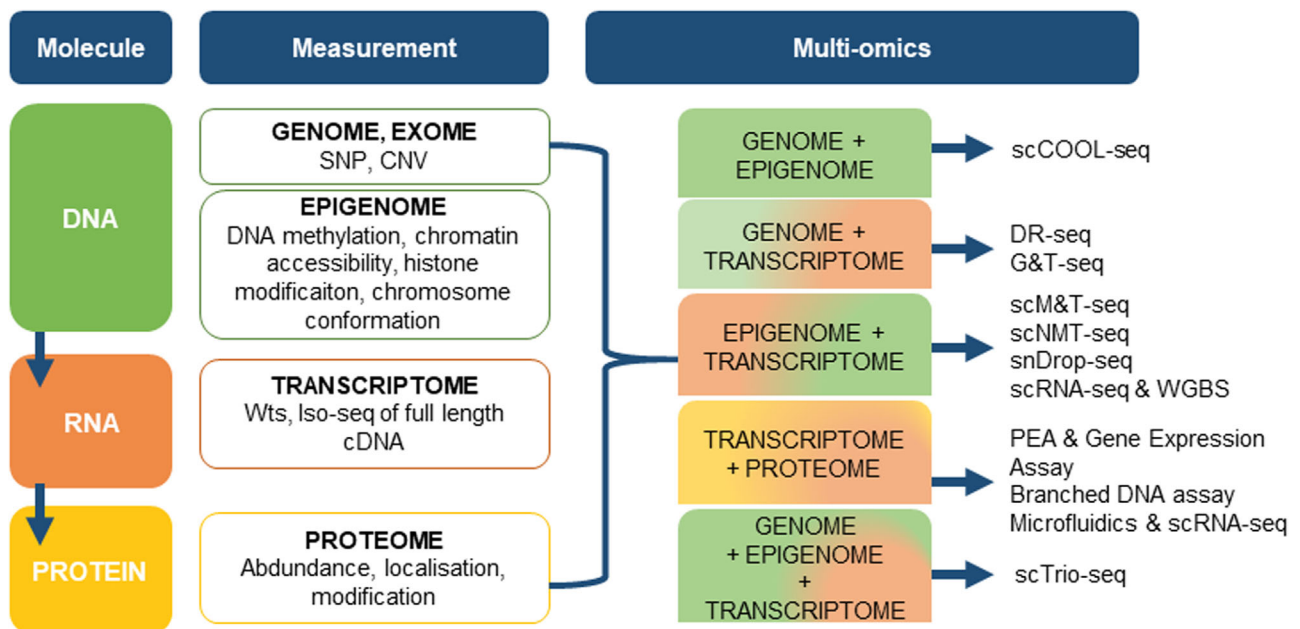 Molecule
Measurement
Multi-omics
DNA
GENOME, EXOME
SNP, CNV
EPIGENOME
DNA methylation, chromatin
accessibility, histone
modificaiton, chromosome
conformation
RNA
TRANSCRIPTOME
Wts, Iso-seq of full length
cDNA
PROTEIN
PROTEOME
Abdundance, localisation,
modification
GENOME +
EPIGENOME
scCOOL-seq
GENOME +
TRANSCRIPTOME
DR-seq
G&T-seq
EPIGENOME +
TRANSCRIPTOME
scM&T-seq
scNMT-seq
snDrop-seq
scRNA-seq & WGBS
TRANSCRIPTOME
+ PROTEOME
PEA & Gene Expression
Assay
Branched DNA assay
Microfluidics & scRNA-seq
GENOME
+ EPIGENOME
+
TRANSCRIPTOME
scTrio-seq